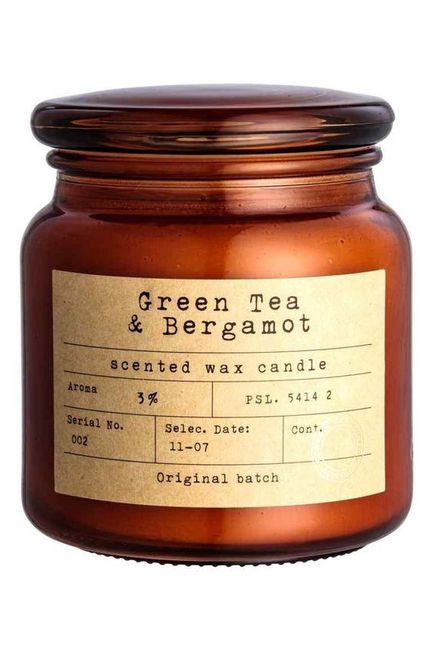 Green Tea
& Bergamot
scented wax candle
Aroma 3% PSL. 5414 2
Serial No. Selec. Date: Cont.
002 11-07
Original batch